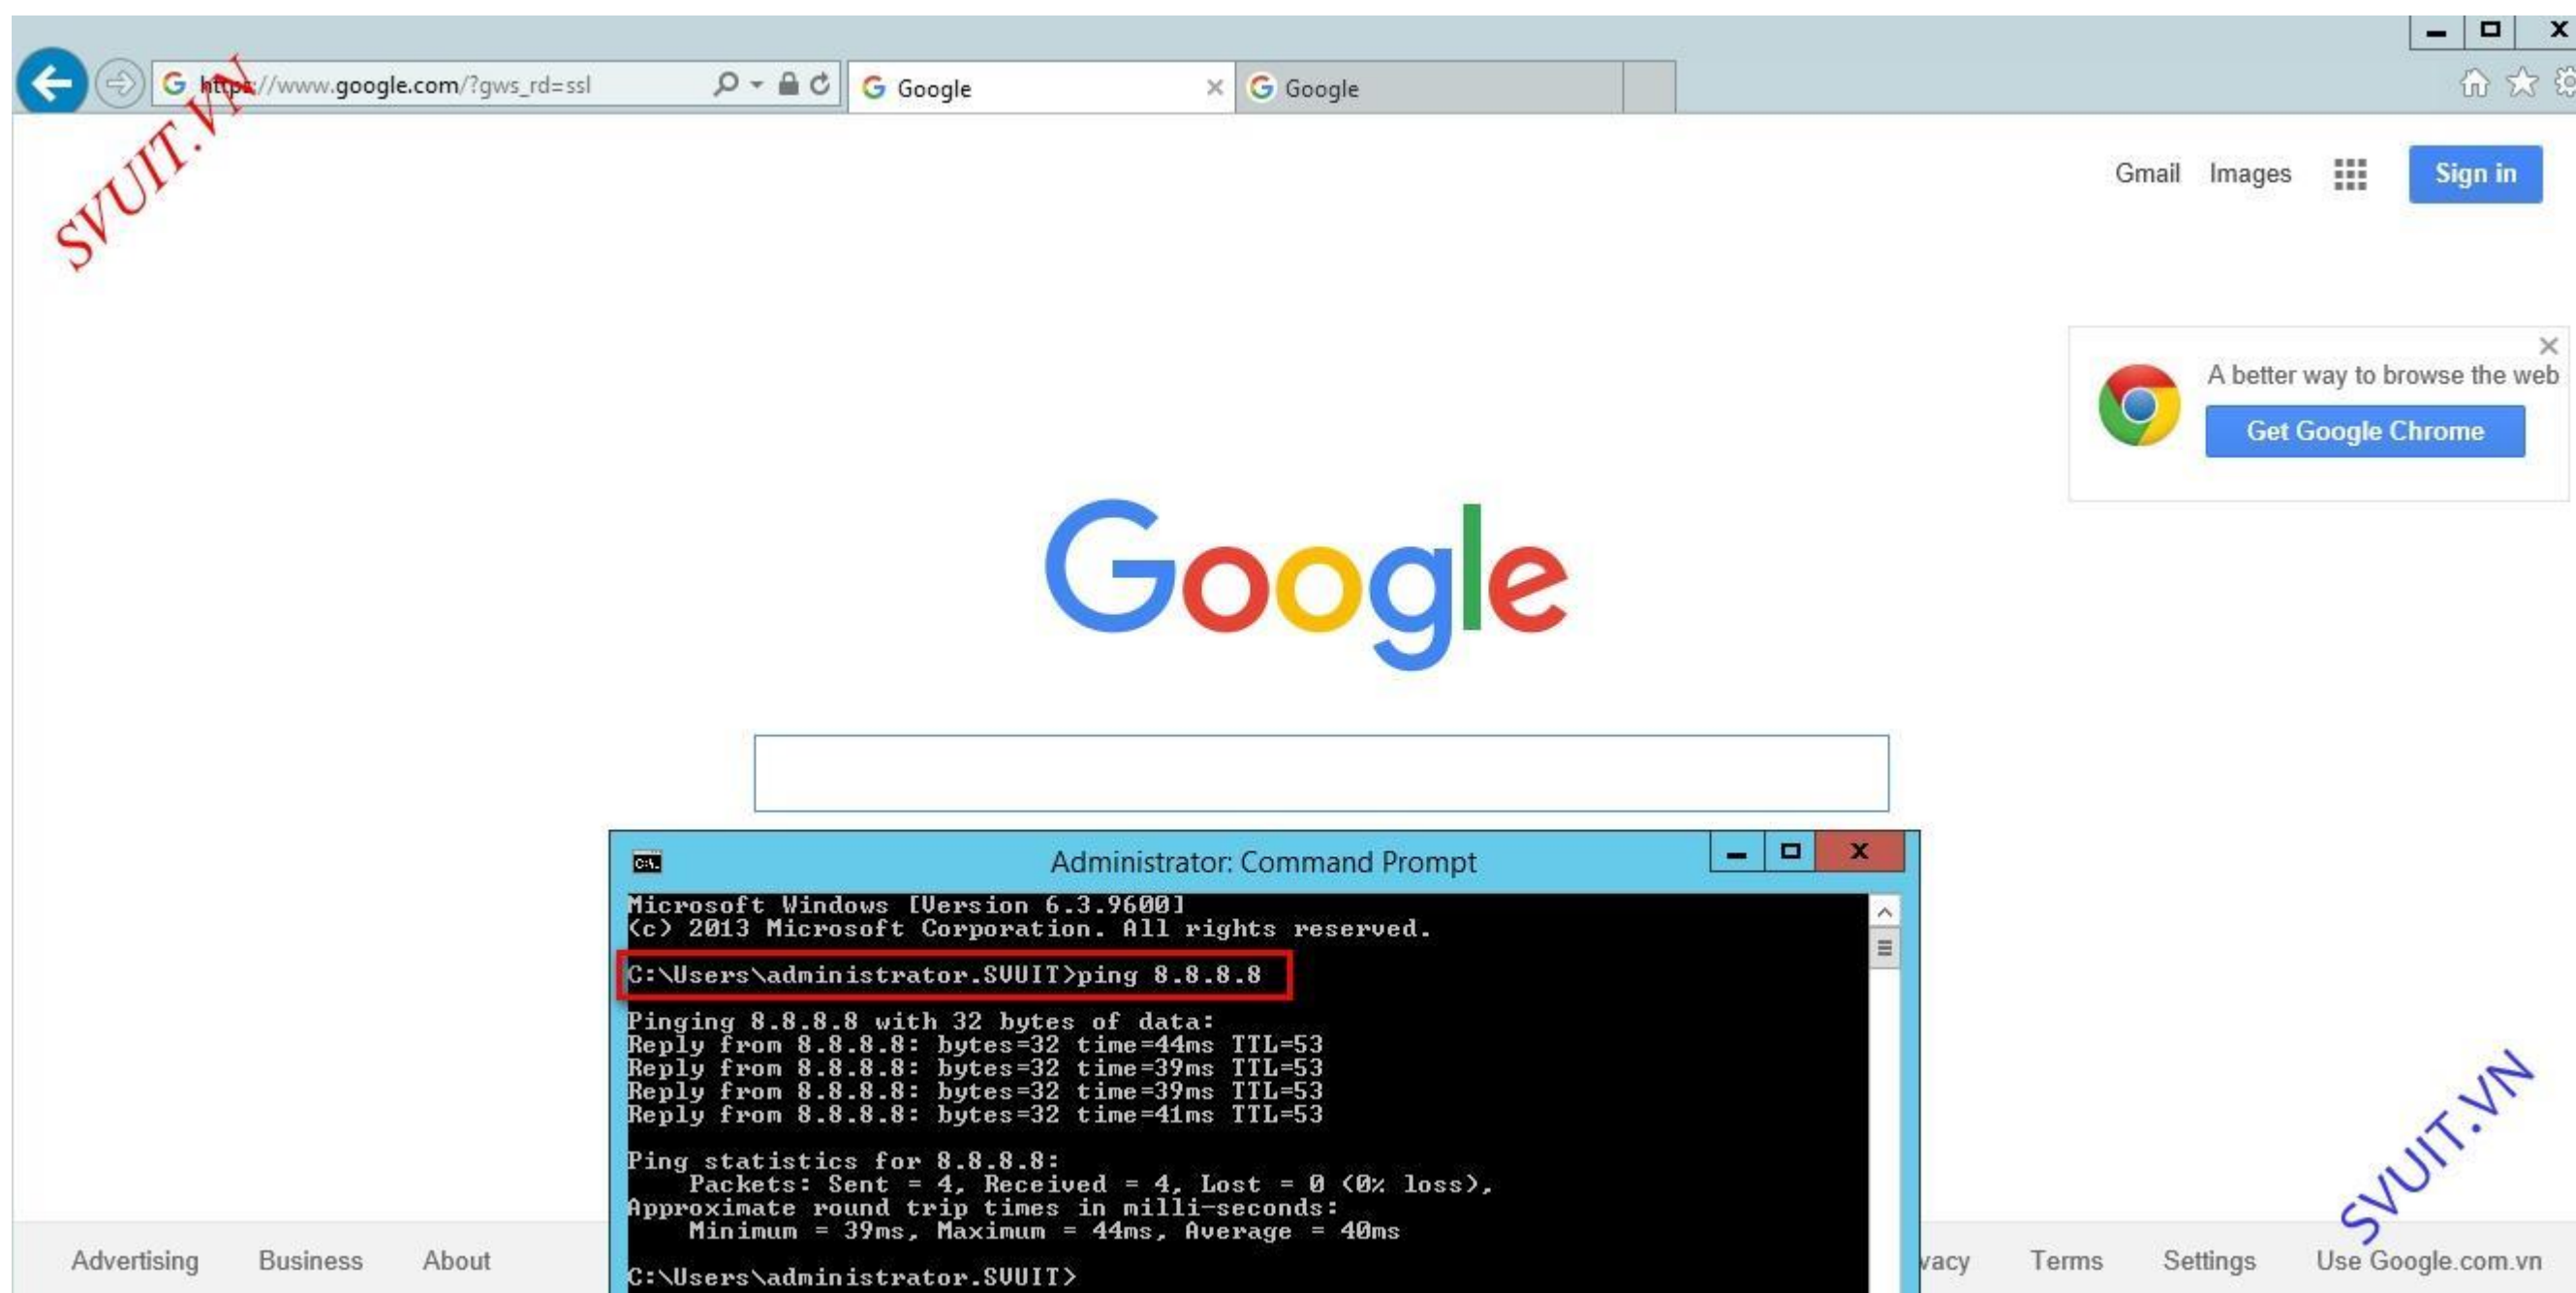 https://www.google.com/?gws_rd=ssl
Google
Google
SVUIT.VN
Gmail Images Sign in
A better way to browse the web
Get Google Chrome
Google
Administrator: Command Prompt
Microsoft Windows [Version 6.3.9600]
(c) 2013 Microsoft Corporation. All rights reserved.
C:\Users\administrator.SVUIT>ping 8.8.8.8
Pinging 8.8.8.8 with 32 bytes of data:
Reply from 8.8.8.8: bytes=32 time=44ms TTL=53
Reply from 8.8.8.8: bytes=32 time=39ms TTL=53
Reply from 8.8.8.8: bytes=32 time=39ms TTL=53
Reply from 8.8.8.8: bytes=32 time=41ms TTL=53
Ping statistics for 8.8.8.8:
Packets: Sent = 4, Received = 4, Lost = 0 (0% loss),
Approximate round trip times in milli-seconds:
Minimum = 39ms, Maximum = 44ms, Average = 40ms
C:\Users\administrator.SVUIT>
SVUIT.VN
Advertising Business About vacy Terms Settings Use Google.com.vn